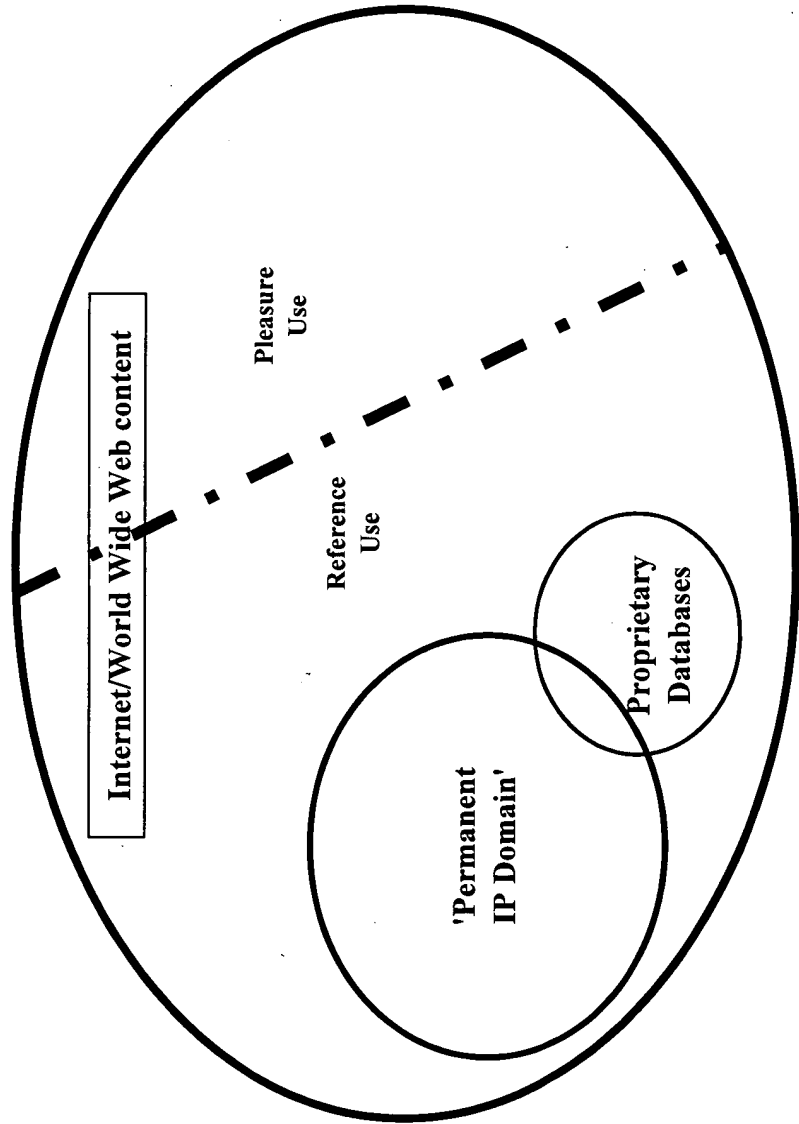 Internet/World Wide Web content
Pleasure
Use
Reference
Use
'Permanent
IP Domain'
Proprietary
Databases